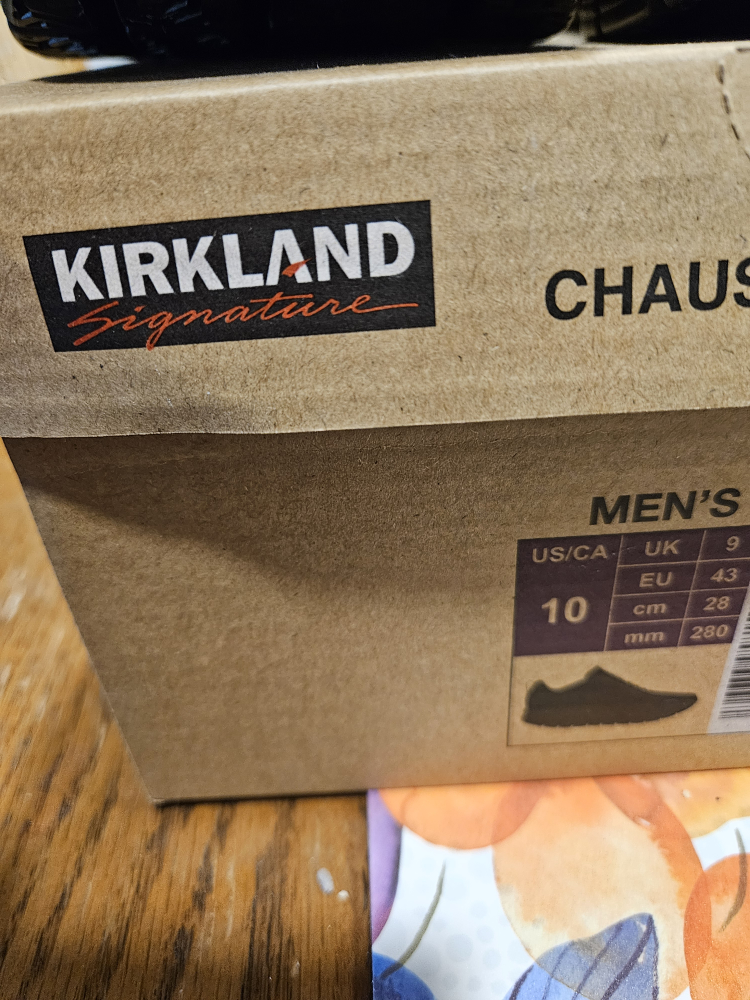 KIRKLAND
Signature
CHAUS
MEN'S
US/CA UK 9
EU 43
10 cm 28
mm 280